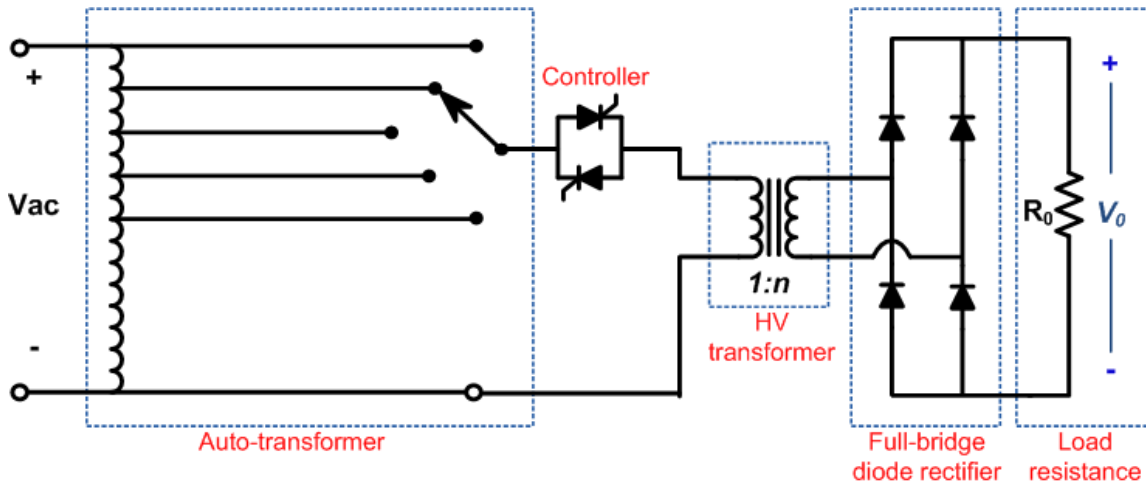 +
Vac
-
Auto-transformer
Controller
1:n
HV
transformer
Full-bridge
diode rectifier
R₀
+
V₀
-
Load
resistance